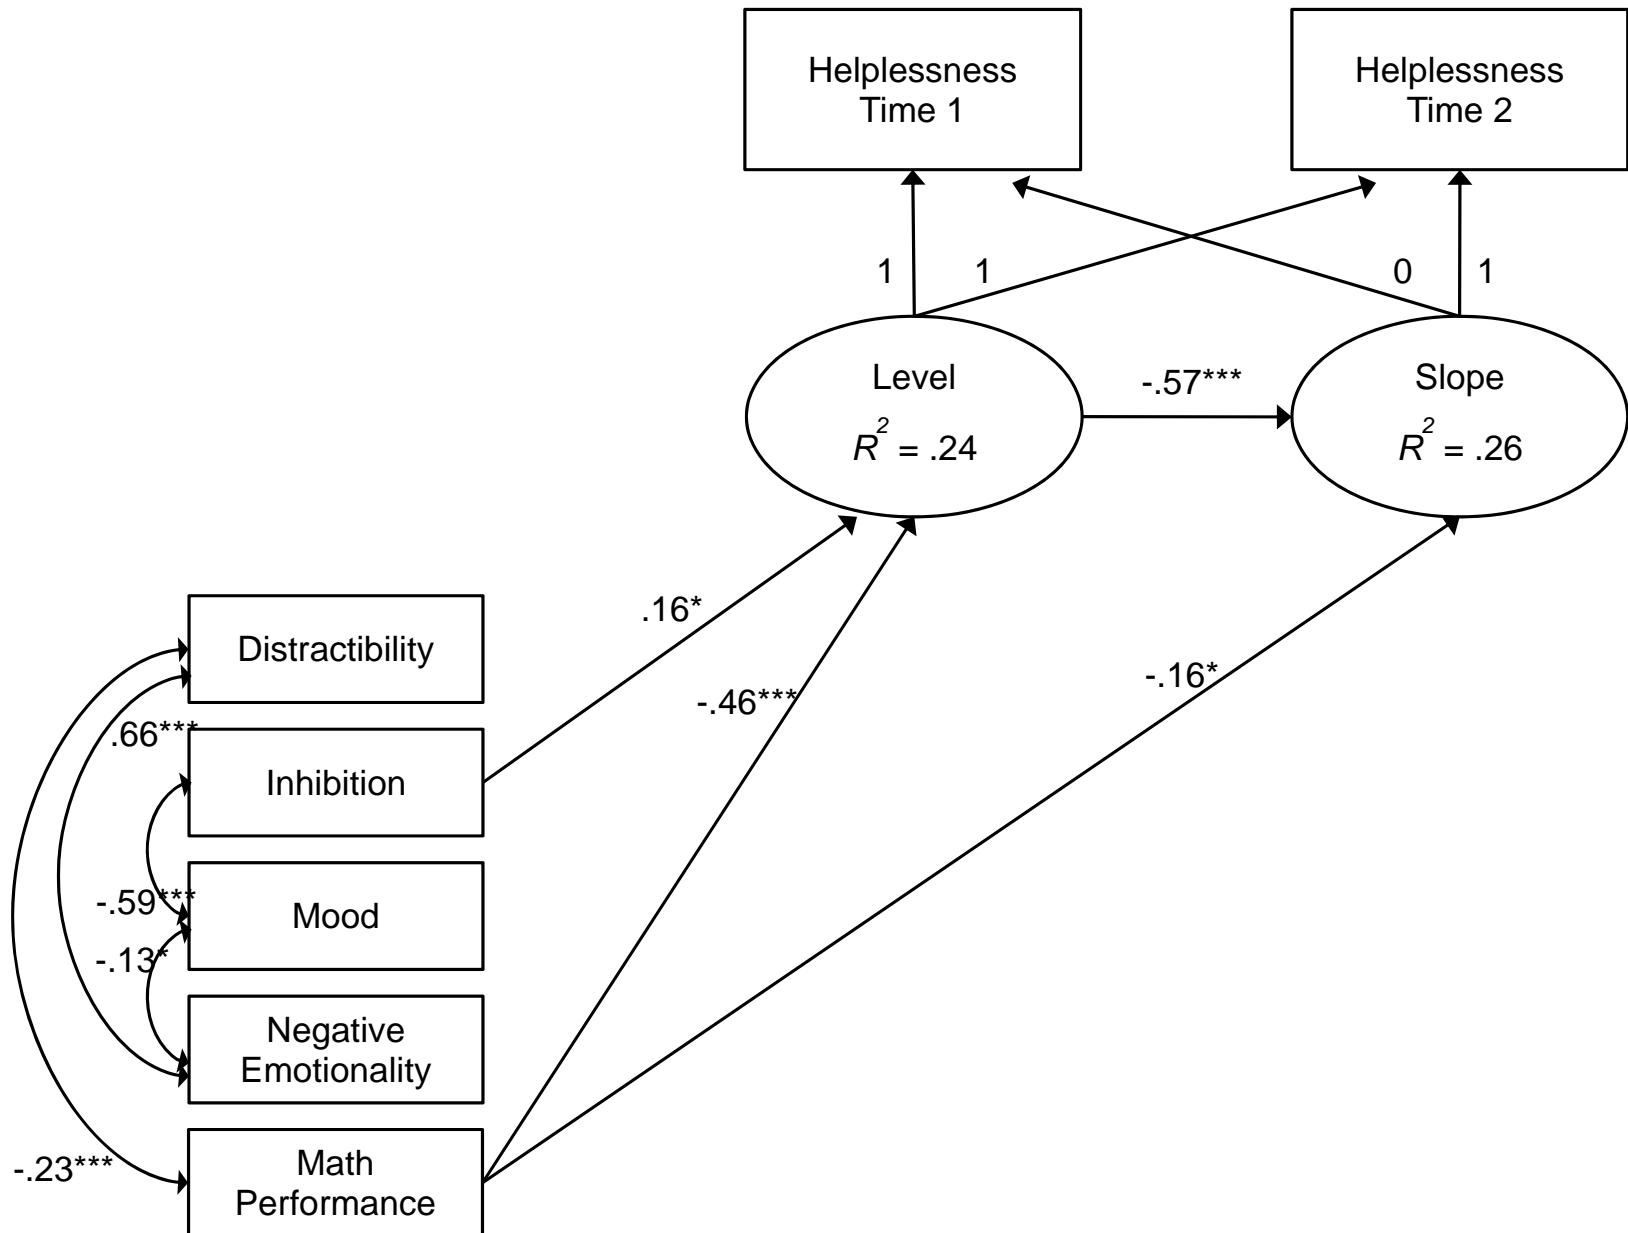 Helplessness
Time 1
Helplessness
Time 2
1
1
0
1
Level
R² = .24
-.57***
Slope
R² = .26
.16*
-.46***
-.16*
Distractibility
.66***
Inhibition
-.59***
Mood
-.13*
Negative
Emotionality
-.23***
Math
Performance